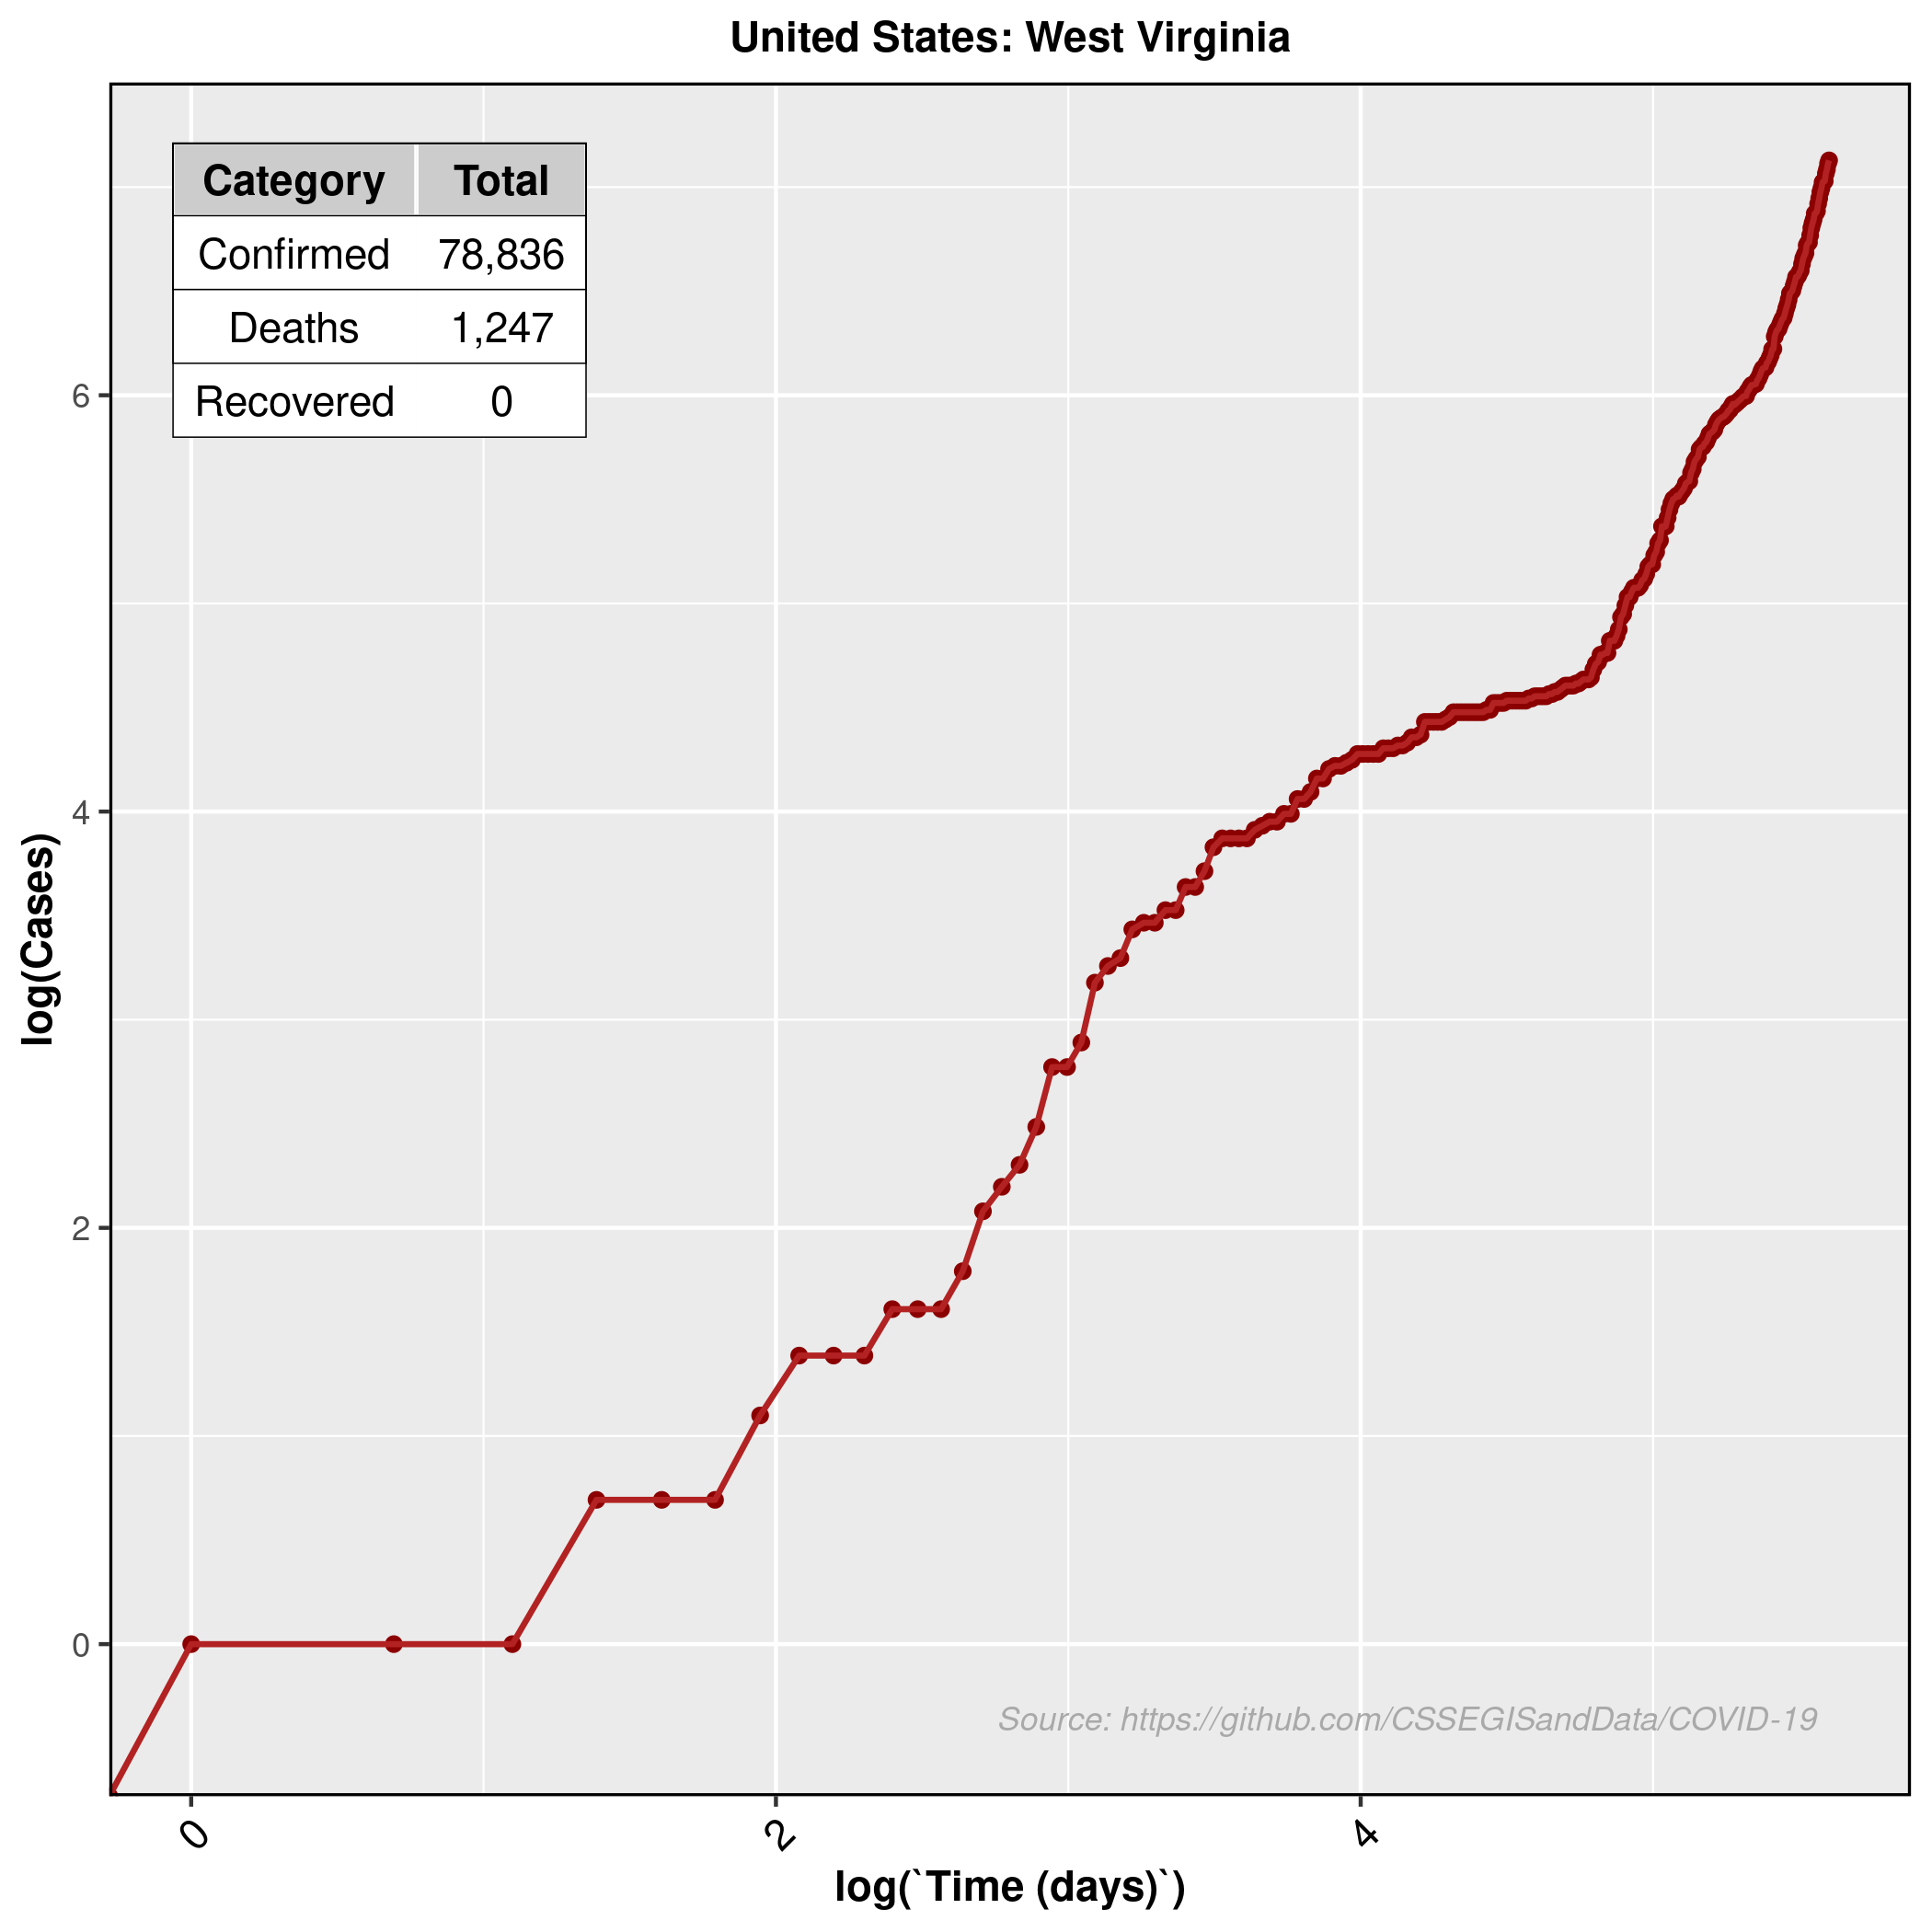 United States: West Virginia
Category Total
Confirmed 78,836
Deaths 1,247
Recovered 0
6
4
2
0
log(Cases)
Source: https://github.com/CSSEGISandData/COVID-19
0 2 4
log(`Time (days)`)